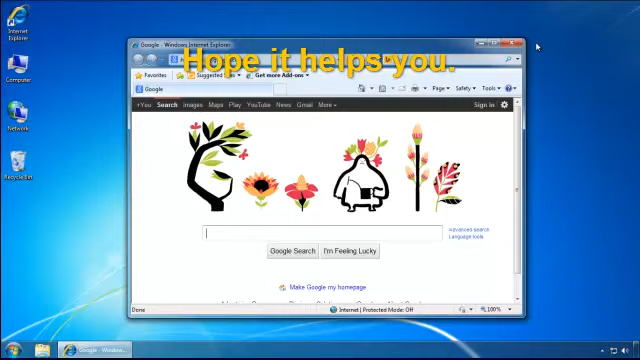 Internet
Explorer
Computer
Network
Recycle Bin
Google - Windows Internet Explorer
Hope it helps you.
Favorites
Suggested Sites
Get more Add-ons
Google
Page
Safety
Tools
+You Search Images Maps Play YouTube News Gmail More
Sign in
Advanced search
Language tools
Google Search
I'm Feeling Lucky
Make Google my homepage
Done
Internet | Protected Mode: Off
100%
Google - Windows...